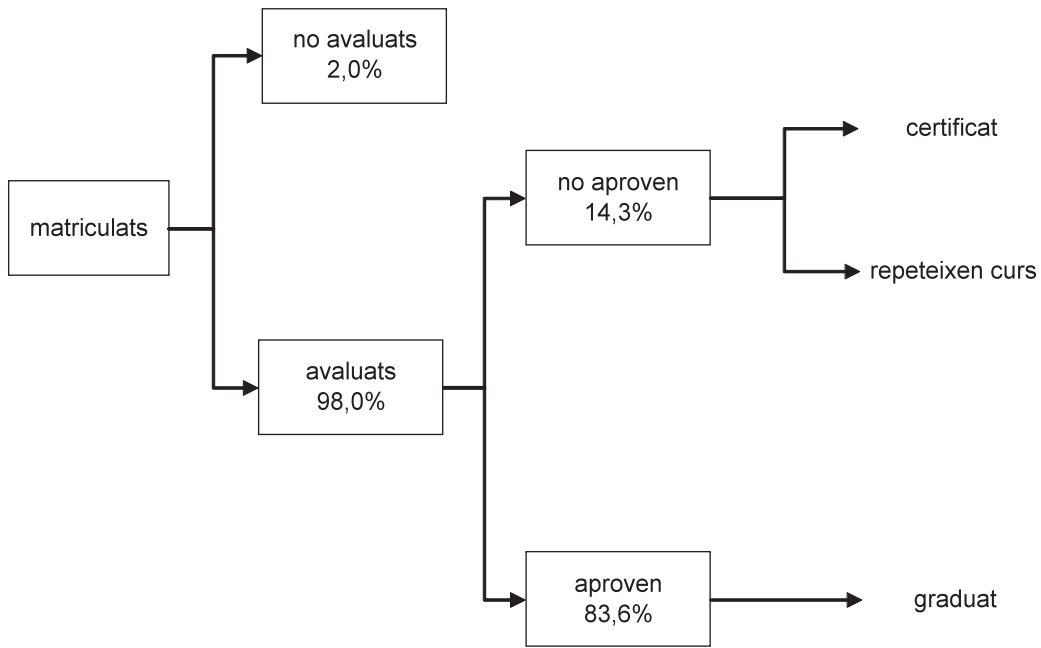 no avaluats
2,0%
certificat
no aproven
14,3%
matriculats
repeteixen curs
avaluats
98,0%
aproven
83,6%
graduat